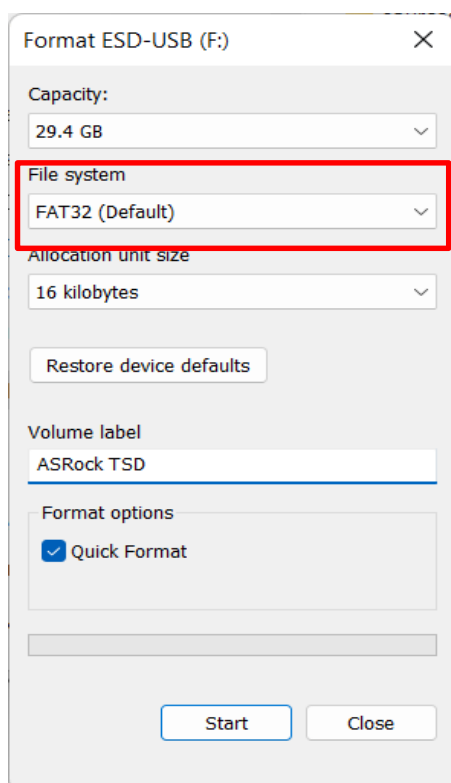 Format ESD-USB (F:)
Capacity:
29.4 GB
File system
FAT32 (Default)
Allocation unit size
16 kilobytes
Restore device defaults
Volume label
ASRock TSD
Format options
Quick Format
Start
Close